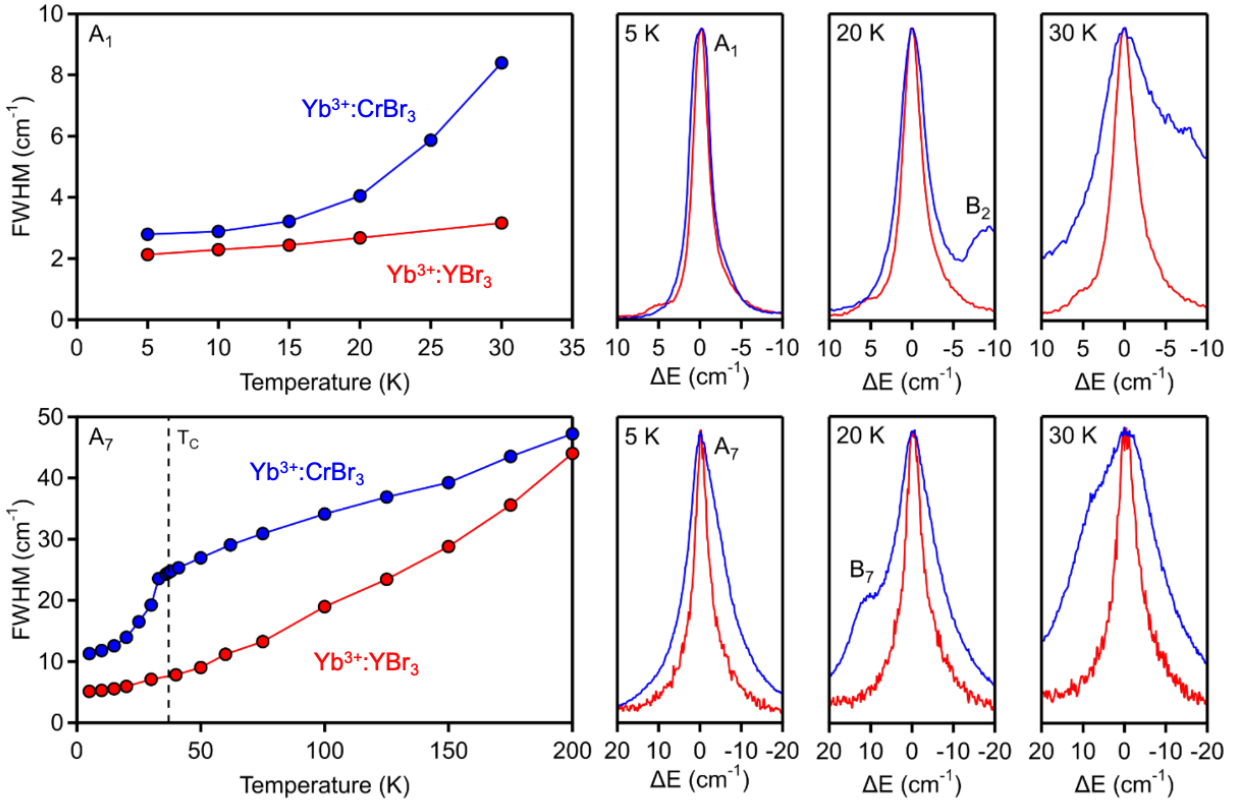 A₁
Yb³⁺:CrBr₃
Yb³⁺:YBr₃
FWHM (cm⁻¹)
10
8
6
4
2
0
0 5 10 15 20 25 30 35
Temperature (K)
5 K
A₁
10 5 0 -5 -10
ΔE (cm⁻¹)
20 K
B₂
10 5 0 -5 -10
ΔE (cm⁻¹)
30 K
10 5 0 -5 -10
ΔE (cm⁻¹)
A₇
T_C
Yb³⁺:CrBr₃
Yb³⁺:YBr₃
FWHM (cm⁻¹)
50
40
30
20
10
0
0 50 100 150 200
Temperature (K)
5 K
A₇
20 10 0 -10 -20
ΔE (cm⁻¹)
20 K
B₇
20 10 0 -10 -20
ΔE (cm⁻¹)
30 K
20 10 0 -10 -20
ΔE (cm⁻¹)